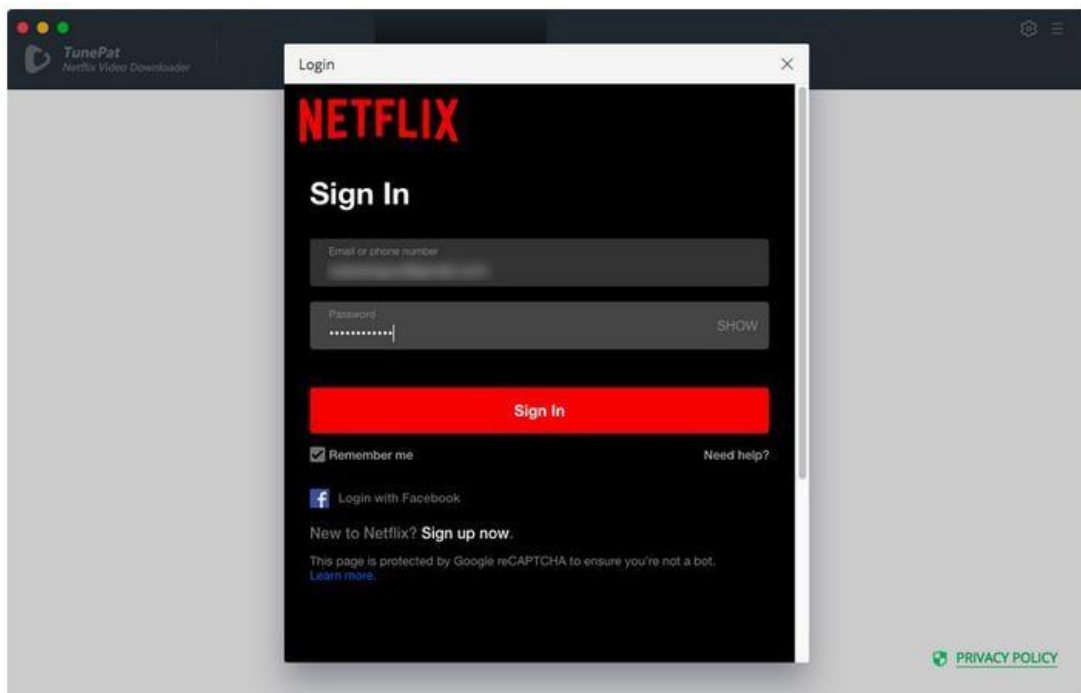 TunePat
Netflix Video Downloader
Login
NETFLIX
Sign In
Email or phone number
Password
SHOW
Sign In
Remember me
Need help?
Login with Facebook
New to Netflix? Sign up now.
This page is protected by Google reCAPTCHA to ensure you're not a bot.
Learn more.
PRIVACY POLICY